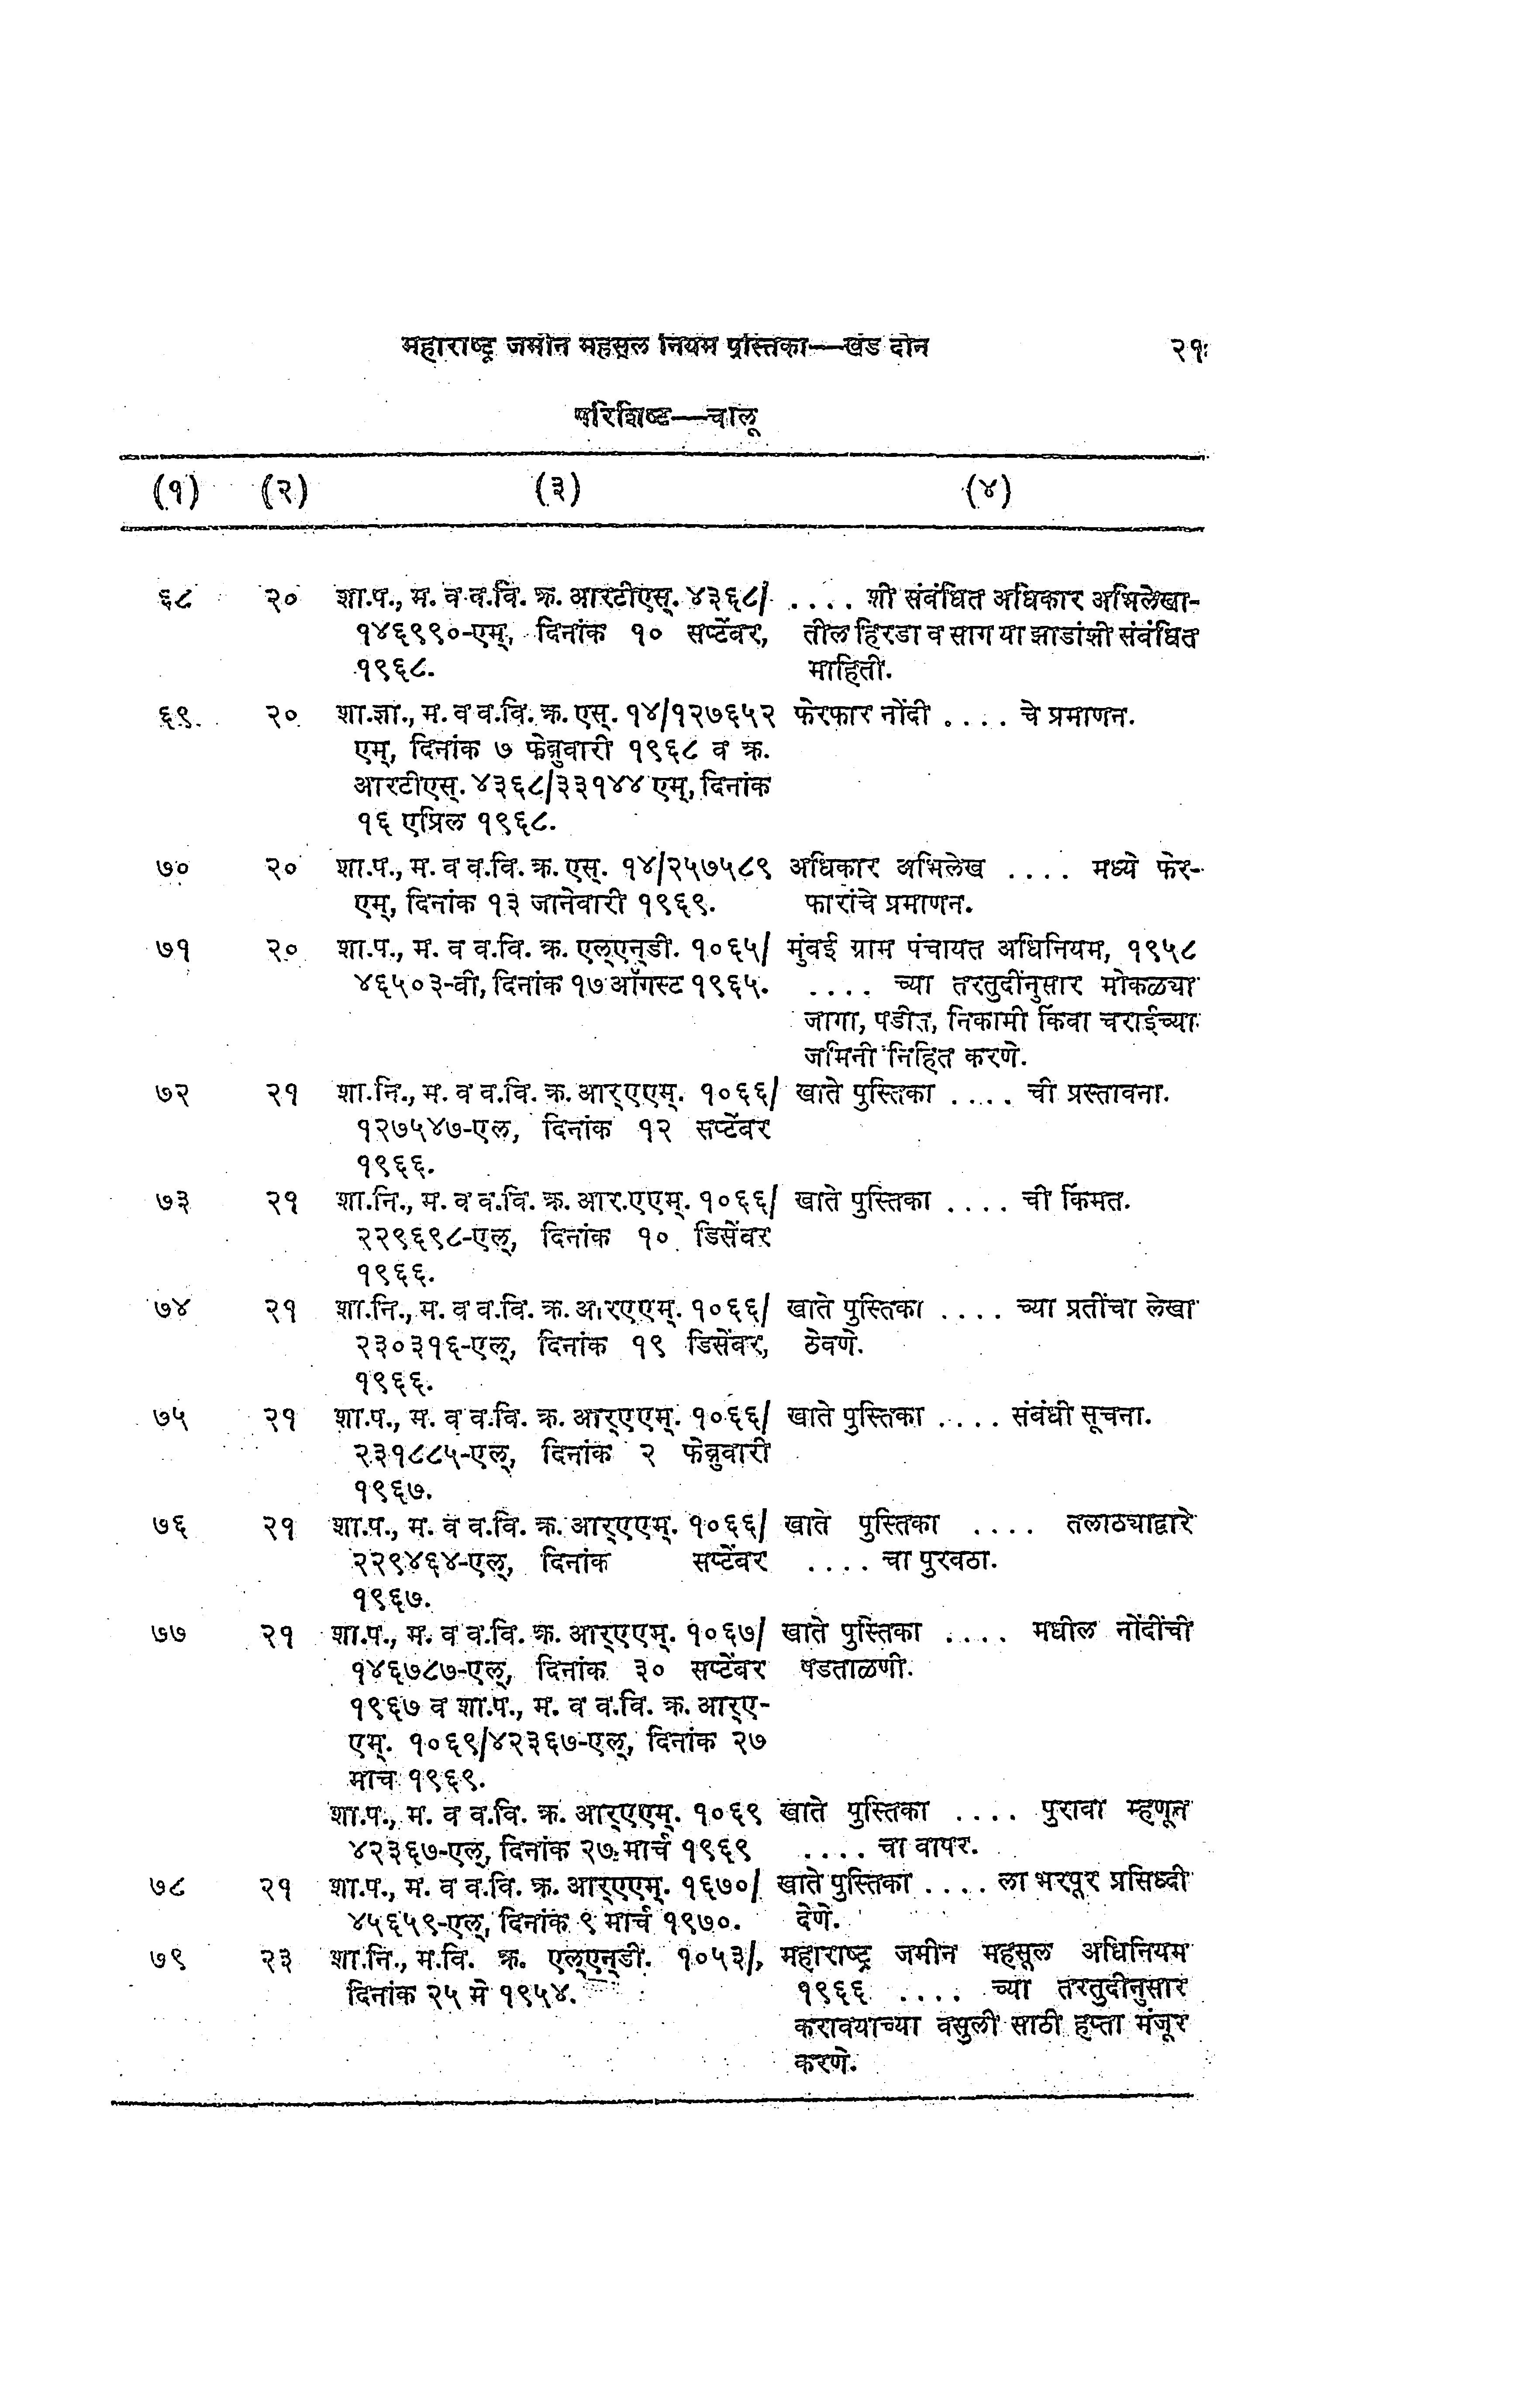 महाराष्ट्र जमीन महसूल नियम पुस्तिका—खंड दोन २१
परिशिष्ट—चालू
(१) (२) (३) (४)
६८ २० शा.प., म. व व.वि. क्र. आरटीएस्. ४३६८/ .... शी संबंधित अधिकार अभिलेखा-
१४६९९०-एम्, दिनांक १० सप्टेंबर, तील हिरडा व साग या झाडांशी संबंधित
१९६८. माहिती.
६९. २० शा.ज्ञा., म. व व.वि. क्र. एस्. १४/१२७६५२ फेरफार नोंदी .... चे प्रमाणन.
एम्, दिनांक ७ फेब्रुवारी १९६८ व क्र.
आरटीएस्. ४३६८/३३१४४ एम्, दिनांक
१६ एप्रिल १९६८.
७० २० शा.प., म. व व.वि. क्र. एस्. १४/२५७५८९ अधिकार अभिलेख .... मध्ये फेर-
एम्, दिनांक १३ जानेवारी १९६९. फारांचे प्रमाणन.
७१ २० शा.प., म. व व.वि. क्र. एल्एन्डी. १०६५/ मुंबई ग्राम पंचायत अधिनियम, १९५८
४६५०३-बी, दिनांक १७ ऑगस्ट १९६५. .... च्या तरतुदींनुसार मोकळ्या
जागा, पडीत, निकामी किंवा चराईच्या
जमिनी निहित करणे.
७२ २१ शा.नि., म. व व.वि. क्र. आर्एएम्. १०६६/ खाते पुस्तिका .... ची प्रस्तावना.
१२७५४७-एल, दिनांक १२ सप्टेंबर
१९६६.
७३ २१ शा.नि., म. व व.वि. क्र. आर.एएम्. १०६६/ खाते पुस्तिका .... ची किंमत.
२२९६९८-एल्, दिनांक १० डिसेंबर
१९६६.
७४ २१ शा.नि., म. व व.वि. क्र. आरएएम्. १०६६/ खाते पुस्तिका .... च्या प्रतींचा लेखा
२३०३१६-एल्, दिनांक १९ डिसेंबर, ठेवणे.
१९६६.
७५ २१ शा.प., म. व व.वि. क्र. आर्एएम्. १०६६/ खाते पुस्तिका .... संबंधी सूचना.
२३१८८५-एल्, दिनांक २ फेब्रुवारी
१९६७.
७६ २१ शा.प., म. व व.वि. क्र. आर्एएम्. १०६६/ खाते पुस्तिका .... तलाठ्याद्वारे
२२९४६४-एल्, दिनांक सप्टेंबर .... चा पुरवठा.
१९६७.
७७ २१ शा.प., म. व व.वि. क्र. आर्एएम्. १०६७/ खाते पुस्तिका .... मधील नोंदींची
१४६७८७-एल्, दिनांक ३० सप्टेंबर पडताळणी.
१९६७ व शा.प., म. व व.वि. क्र. आर्ए-
एम्. १०६९/४२३६७-एल्, दिनांक २७
मार्च १९६९.
शा.प., म. व व.वि. क्र. आर्एएम्. १०६९ खाते पुस्तिका .... पुरावा म्हणून
४२३६७-एल्, दिनांक २७ मार्च १९६९ .... चा वापर.
७८ २१ शा.प., म. व व.वि. क्र. आर्एएम्. १६७०/ खाते पुस्तिका .... ला भरपूर प्रसिध्दी
४५६५९-एल्, दिनांक ९ मार्च १९७०. देणे.
७९ २३ शा.नि., म.वि. क्र. एल्एन्डी. १०५३/, महाराष्ट्र जमीन महसूल अधिनियम
दिनांक २५ मे १९५४. १९६६ .... च्या तरतुदीनुसार
करावयाच्या वसुली साठी हप्ता मंजूर
करणे.